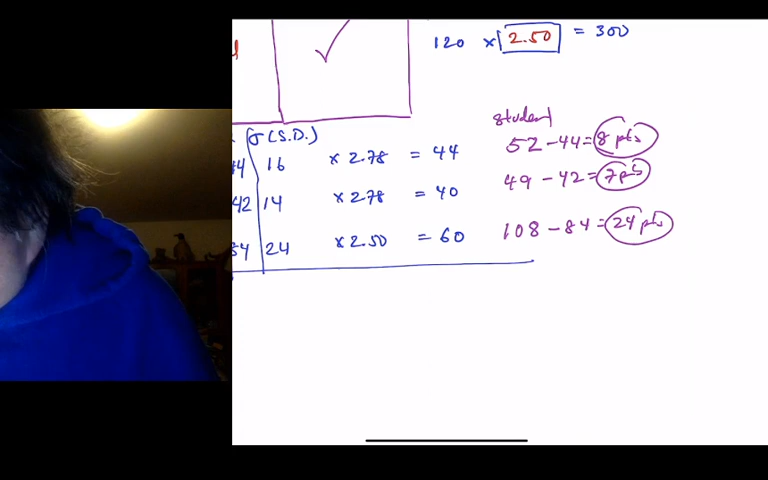 120 × 2.50 = 300
student
σ (S.D.)
52 - 44 = 8 pts
16 × 2.78 = 44
49 - 42 = 7 pts
42 14 × 2.78 = 40
108 - 84 = 24 pts
24 × 2.50 = 60